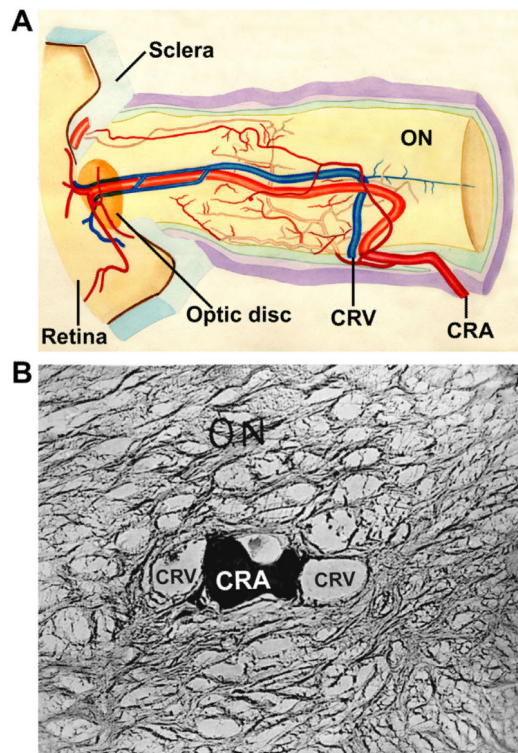 A
Sclera
ON
Optic disc
CRV
CRA
Retina
B
ON
CRV
CRA
CRV